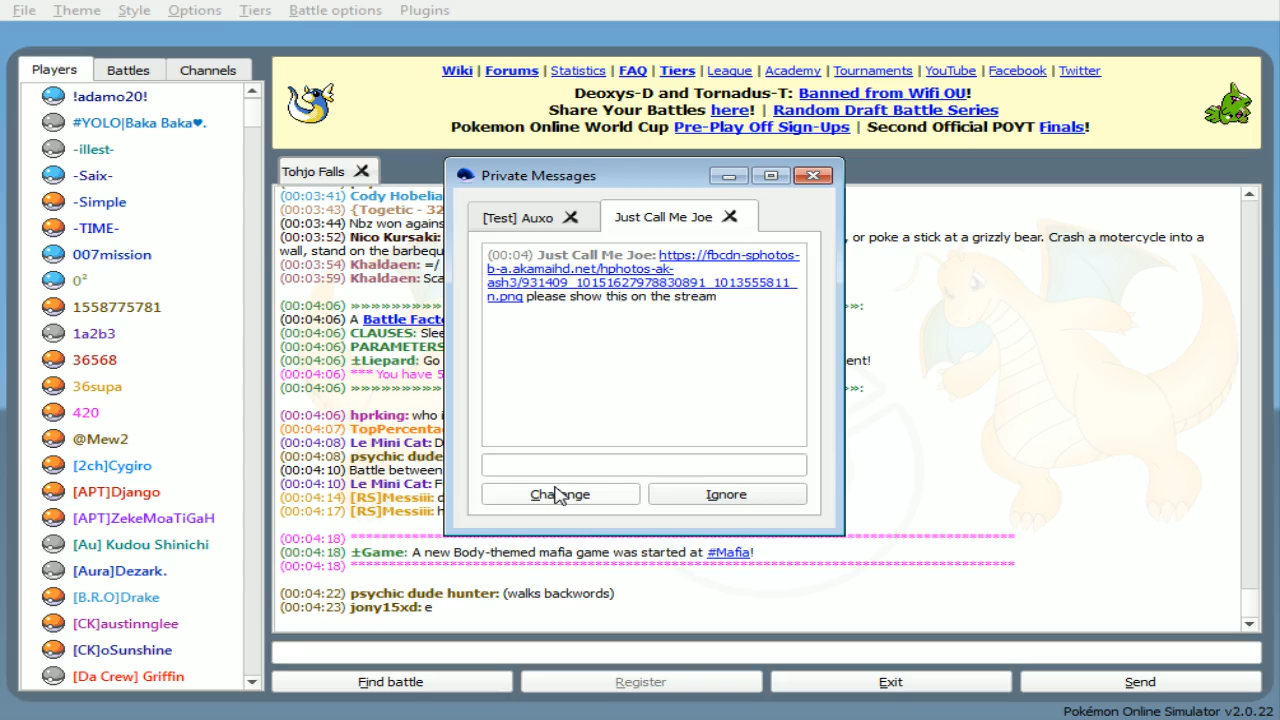 File Theme Style Options Tiers Battle options Plugins
Players Battles Channels
!adamo20!
#YOLO|Baka Baka♥.
-illest-
-Saix-
-Simple
-TIME-
007mission
0²
1558775781
1a2b3
36568
36supa
420
@Mew2
[2ch]Cygiro
[APT]Django
[APT]ZekeMoaTiGaH
[Au] Kudou Shinichi
[Aura]Dezark.
[B.R.O]Drake
[CK]austinnglee
[CK]oSunshine
[Da Crew] Griffin
Wiki | Forums | Statistics | FAQ | Tiers | League | Academy | Tournaments | YouTube | Facebook | Twitter
Deoxys-D and Tornadus-T: Banned from Wifi OU!
Share Your Battles here! | Random Draft Battle Series
Pokemon Online World Cup Pre-Play Off Sign-Ups | Second Official POYT Finals!
Tohjo Falls
(00:03:41) Cody Hobelia
(00:03:43) {Togetic - 32
(00:03:44) Nbz won against
(00:03:52) Nico Kursaki: , or poke a stick at a grizzly bear. Crash a motercycle into a
wall, stand on the barbequ
(00:03:54) Khaldaen: =/
(00:03:59) Khaldaen: Sca
(00:04:06) »»»»»»»»»» »:
(00:04:06) A Battle Fact
(00:04:06) CLAUSES: Slee
(00:04:06) PARAMETERS
(00:04:06) ±Liepard: Go ent!
(00:04:06) *** You have 5
(00:04:06) »»»»»»»»»» »:
(00:04:06) hprking: who i
(00:04:07) TopPercenta
(00:04:08) Le Mini Cat: D
(00:04:08) psychic dude
(00:04:10) Battle between
(00:04:10) Le Mini Cat: F
(00:04:14) [RS]Messiii: d
(00:04:17) [RS]Messiii: h
(00:04:18)
(00:04:18) ±Game: A new Body-themed mafia game was started at #Mafia!
(00:04:18)
(00:04:22) psychic dude hunter: (walks backwords)
(00:04:23) jony15xd: e
Private Messages
[Test] Auxo Just Call Me Joe
(00:04) Just Call Me Joe: https://fbcdn-sphotos-
b-a.akamaihd.net/hphotos-ak-
ash3/931409_10151627978830891_1013555811_
n.png please show this on the stream
Challenge Ignore
Find battle Register Exit Send
Pokémon Online Simulator v2.0.22